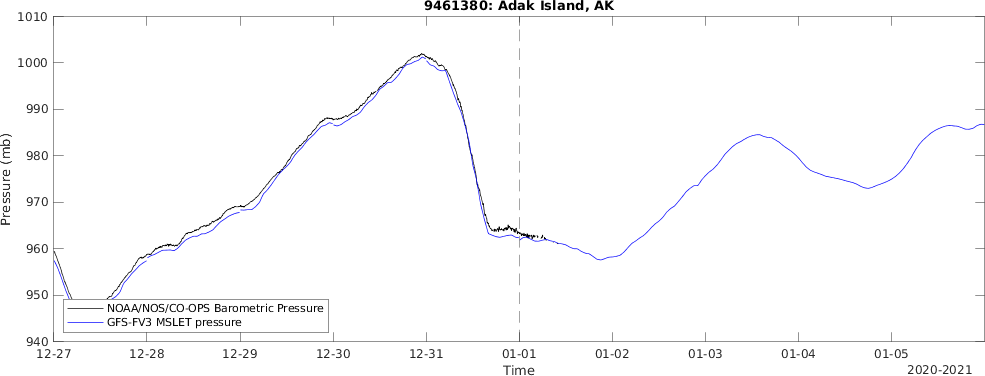 9461380: Adak Island, AK
1010
1000
990
980
970
960
950
940
Pressure (mb)
NOAA/NOS/CO-OPS Barometric Pressure
GFS-FV3 MSLET pressure
12-27 12-28 12-29 12-30 12-31 01-01 01-02 01-03 01-04 01-05
Time
2020-2021